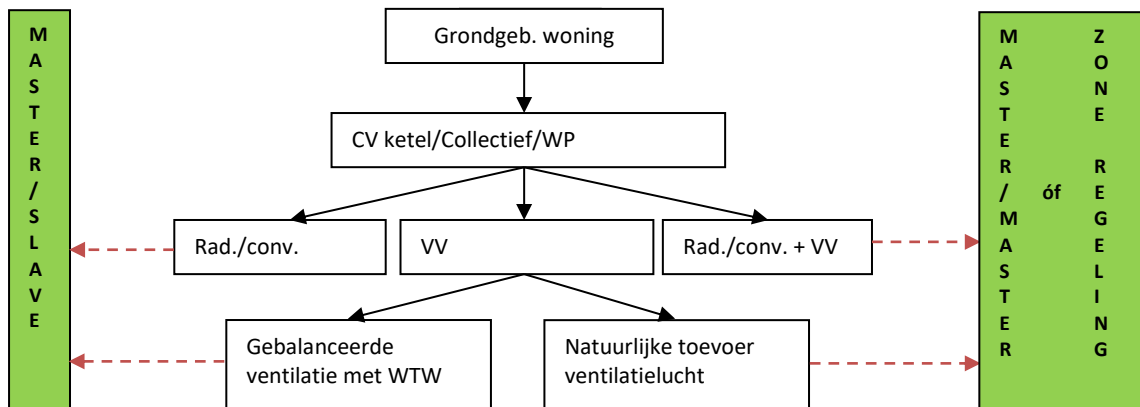 MASTER/SLAVE
Grondgeb. woning
CV ketel/Collectief/WP
Rad./conv.
VV
Rad./conv. + VV
Gebalanceerde
ventilatie met WTW
Natuurlijke toevoer
ventilatielucht
MASTER/MASTER
óf
ZONE REGELING